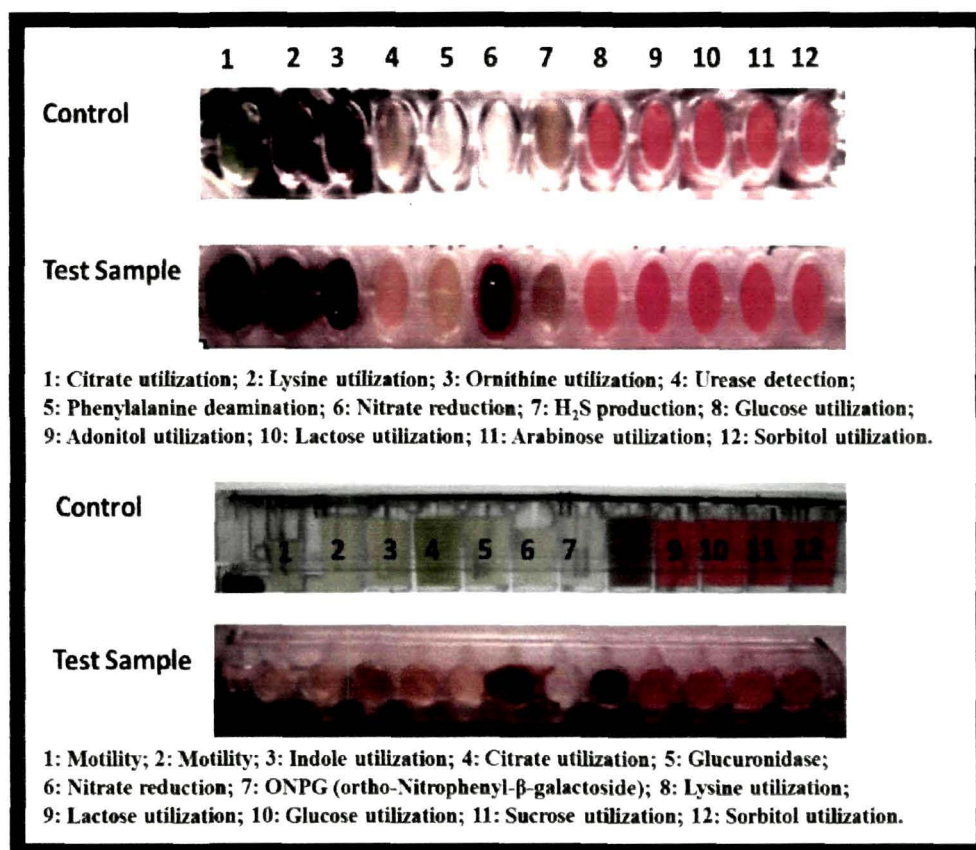 1 2 3 4 5 6 7 8 9 10 11 12
Control
Test Sample
1: Citrate utilization; 2: Lysine utilization; 3: Ornithine utilization; 4: Urease detection;
5: Phenylalanine deamination; 6: Nitrate reduction; 7: H₂S production; 8: Glucose utilization;
9: Adonitol utilization; 10: Lactose utilization; 11: Arabinose utilization; 12: Sorbitol utilization.
Control
1 2 3 4 5 6 7 9 10 11 12
Test Sample
1: Motility; 2: Motility; 3: Indole utilization; 4: Citrate utilization; 5: Glucuronidase;
6: Nitrate reduction; 7: ONPG (ortho-Nitrophenyl-β-galactoside); 8: Lysine utilization;
9: Lactose utilization; 10: Glucose utilization; 11: Sucrose utilization; 12: Sorbitol utilization.